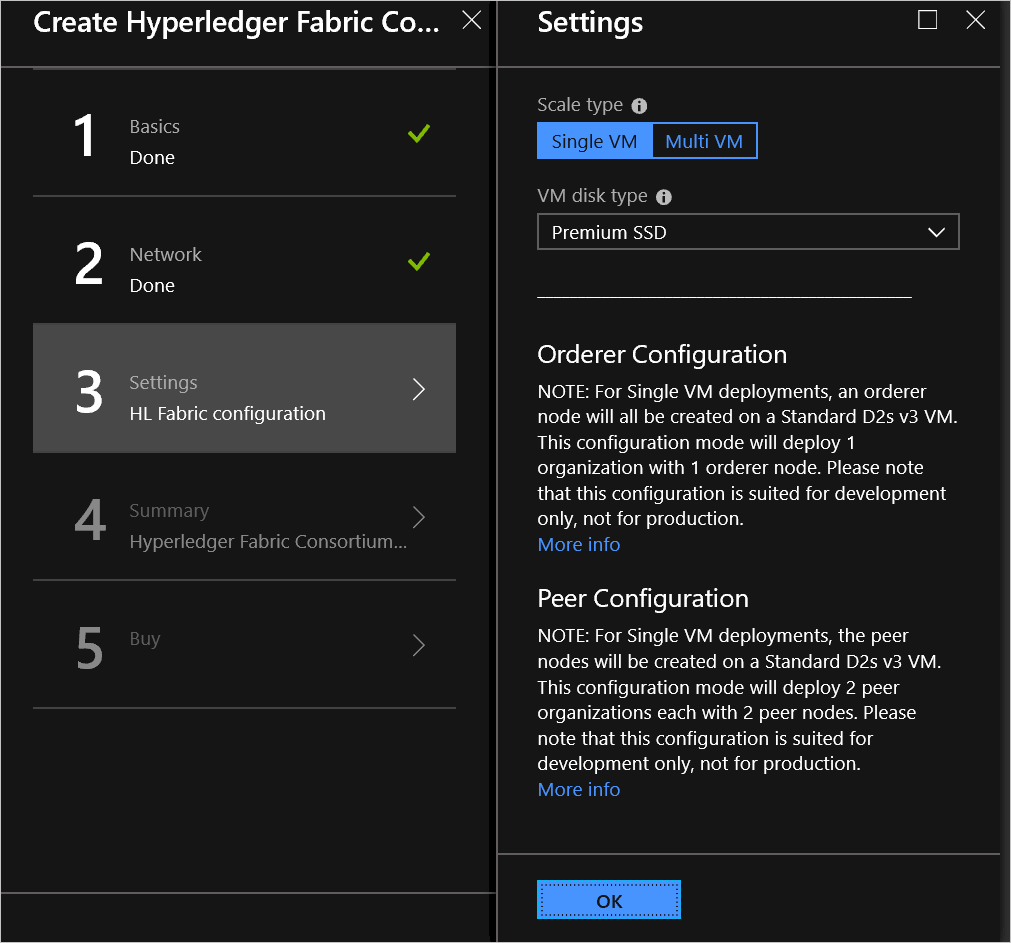 Create Hyperledger Fabric Co...
1
Basics
Done
2
Network
Done
3
Settings
HL Fabric configuration
4
Summary
Hyperledger Fabric Consortium...
5
Buy
Settings
Scale type
Single VM
Multi VM
VM disk type
Premium SSD
Orderer Configuration
NOTE: For Single VM deployments, an orderer
node will all be created on a Standard D2s v3 VM.
This configuration mode will deploy 1
organization with 1 orderer node. Please note
that this configuration is suited for development
only, not for production.
More info
Peer Configuration
NOTE: For Single VM deployments, the peer
nodes will be created on a Standard D2s v3 VM.
This configuration mode will deploy 2 peer
organizations each with 2 peer nodes. Please
note that this configuration is suited for
development only, not for production.
More info
OK